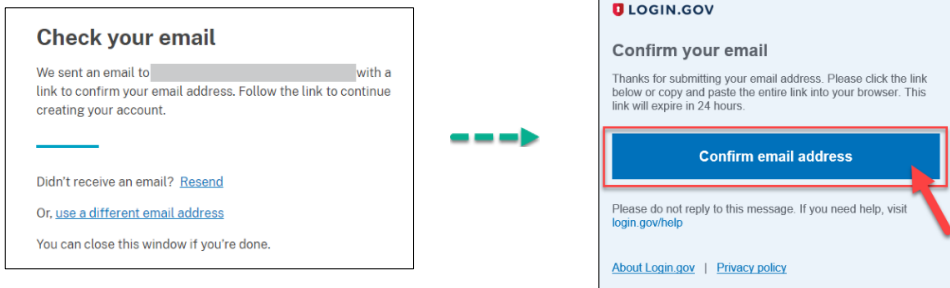 Check your email
We sent an email to with a
link to confirm your email address. Follow the link to continue
creating your account.
Didn't receive an email? Resend
Or, use a different email address
You can close this window if you're done.
LOGIN.GOV
Confirm your email
Thanks for submitting your email address. Please click the link
below or copy and paste the entire link into your browser. This
link will expire in 24 hours.
Confirm email address
Please do not reply to this message. If you need help, visit
login.gov/help
About Login.gov | Privacy policy